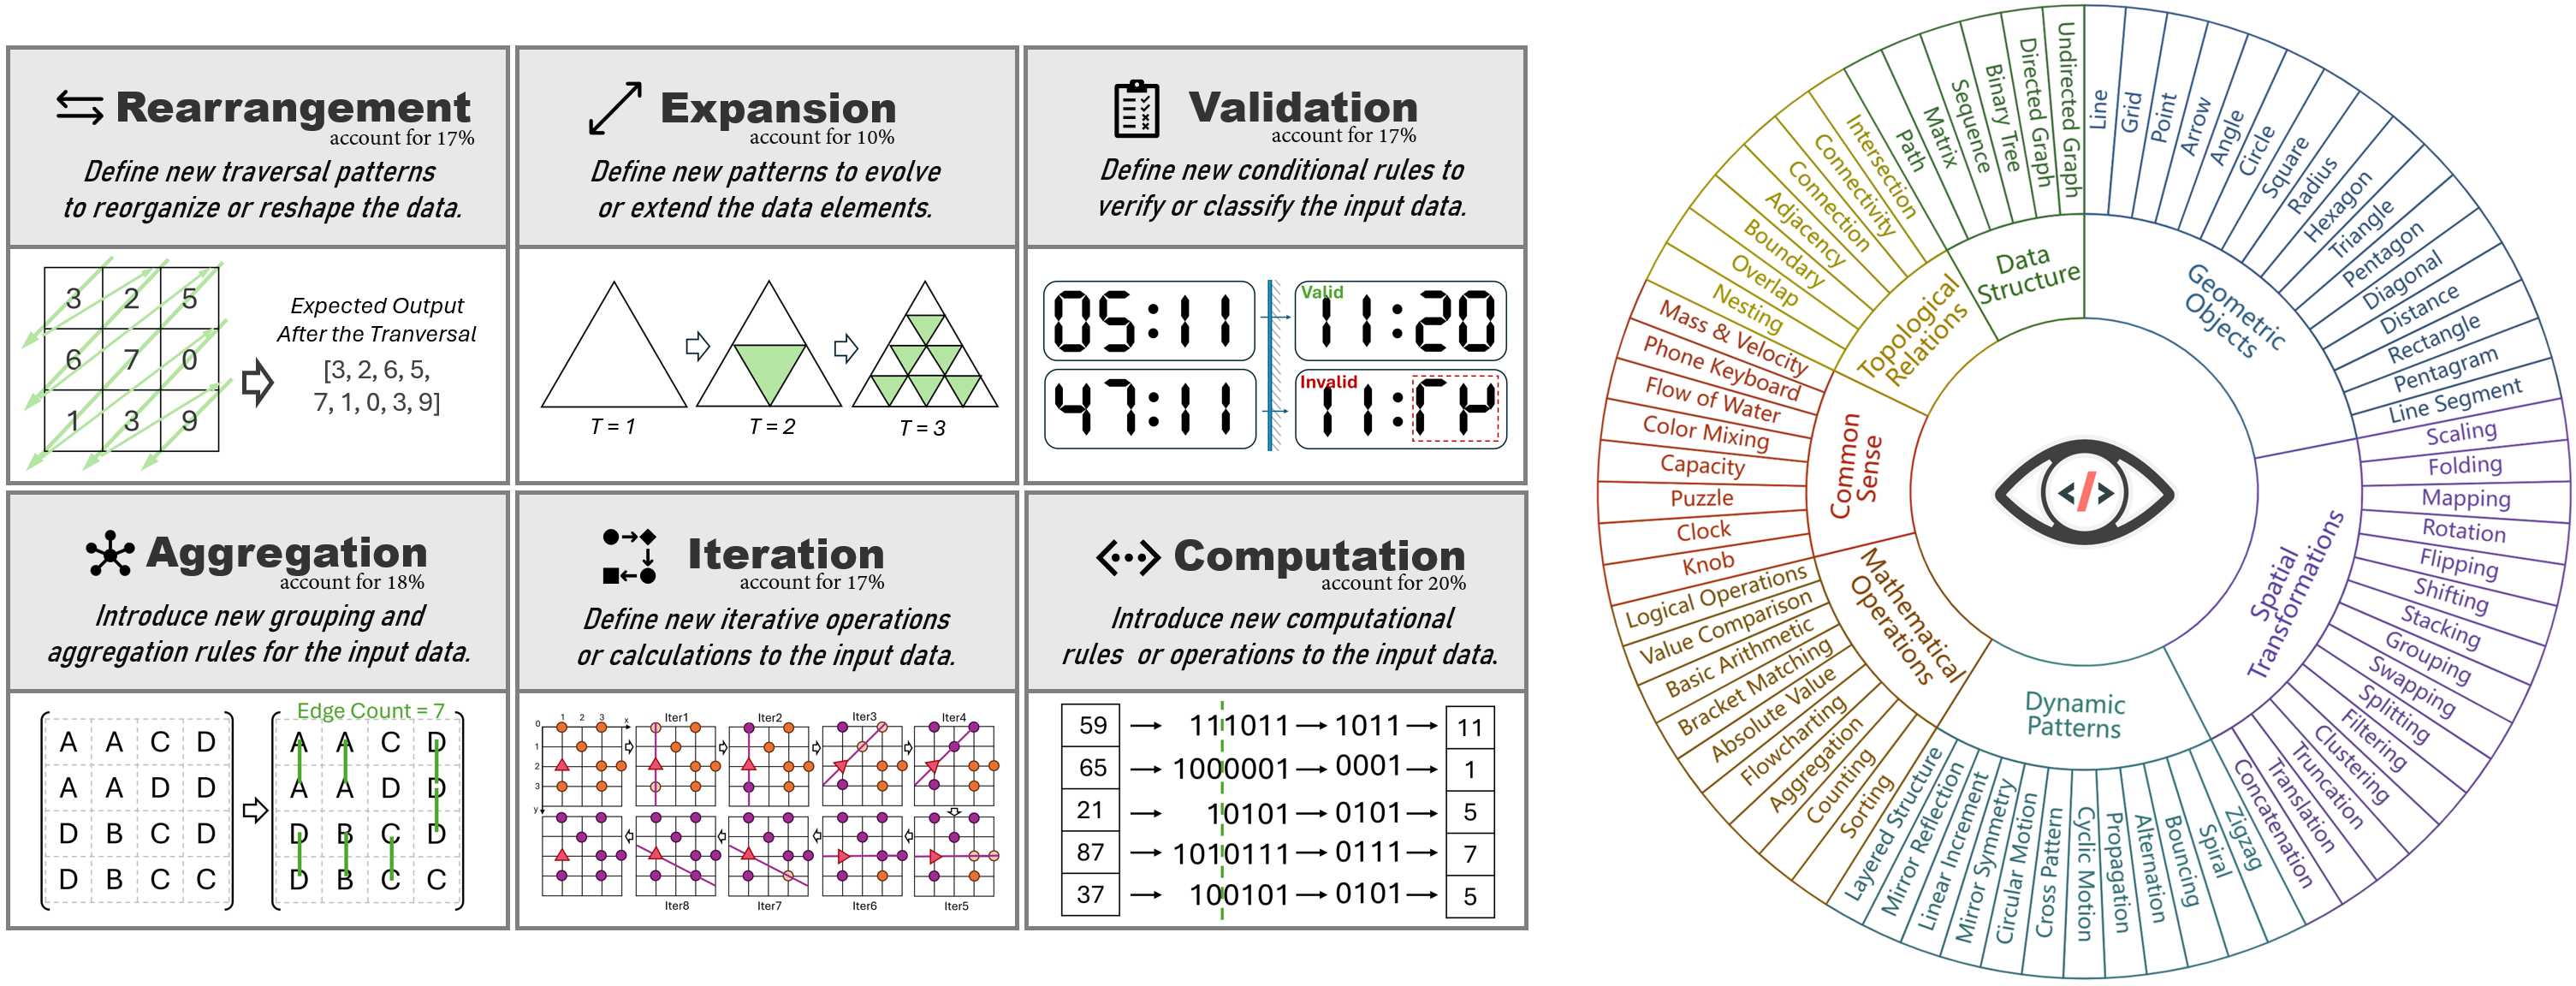 Rearrangement
account for 17%
Define new traversal patterns
to reorganize or reshape the data.
3 2 5
6 7 0
1 3 9
Expected Output
After the Tranversal
[3, 2, 6, 5,
7, 1, 0, 3, 9]
Expansion
account for 10%
Define new patterns to evolve
or extend the data elements.
T = 1
T = 2
T = 3
Validation
account for 17%
Define new conditional rules to
verify or classify the input data.
05:11
Valid
11:20
47:11
Invalid
11:
Aggregation
account for 18%
Introduce new grouping and
aggregation rules for the input data.
A A C D
A A D D
D B C D
D B C C
Edge Count = 7
A A C D
A A D D
D B C D
D B C C
Iteration
account for 17%
Define new iterative operations
or calculations to the input data.
0 1 2 3 x
1
2
3
y
Iter1
Iter2
Iter3
Iter4
Iter8
Iter7
Iter6
Iter5
Computation
account for 20%
Introduce new computational
rules or operations to the input data.
59 111011 1011 11
65 1000001 0001 1
21 10101 0101 5
87 1010111 0111 7
37 100101 0101 5
Geometric
Objects
Line
Grid
Point
Arrow
Angle
Circle
Square
Radius
Hexagon
Triangle
Pentagon
Diagonal
Distance
Rectangle
Pentagram
Line Segment
Spatial
Transformations
Scaling
Folding
Mapping
Rotation
Flipping
Shifting
Stacking
Grouping
Swapping
Splitting
Filtering
Clustering
Truncation
Translation
Concatenation
Dynamic
Patterns
Zigzag
Spiral
Bouncing
Alternation
Propagation
Cyclic Motion
Cross Pattern
Circular Motion
Mirror Symmetry
Linear Increment
Mirror Reflection
Layered Structure
Mathematical
Operations
Sorting
Counting
Aggregation
Flowcharting
Absolute Value
Bracket Matching
Basic Arithmetic
Value Comparison
Logical Operations
Common
Sense
Knob
Clock
Puzzle
Capacity
Color Mixing
Flow of Water
Phone Keyboard
Mass & Velocity
Topological
Relations
Nesting
Overlap
Boundary
Adjacency
Connection
Connectivity
Intersection
Data
Structure
Path
Matrix
Sequence
Binary Tree
Directed Graph
Undirected Graph